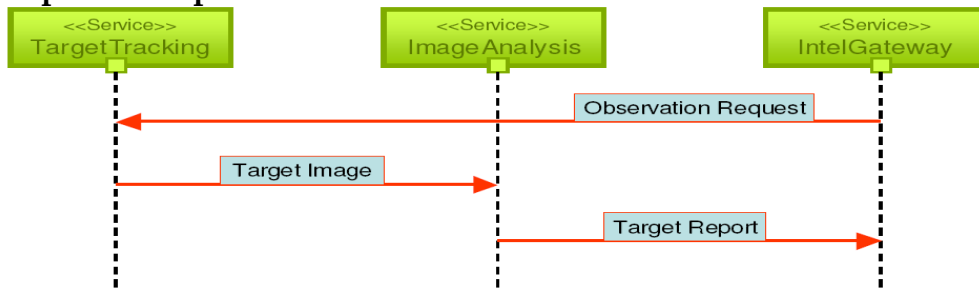 <<Service>>
TargetTracking
<<Service>>
ImageAnalysis
<<Service>>
IntelGateway
Observation Request
Target Image
Target Report